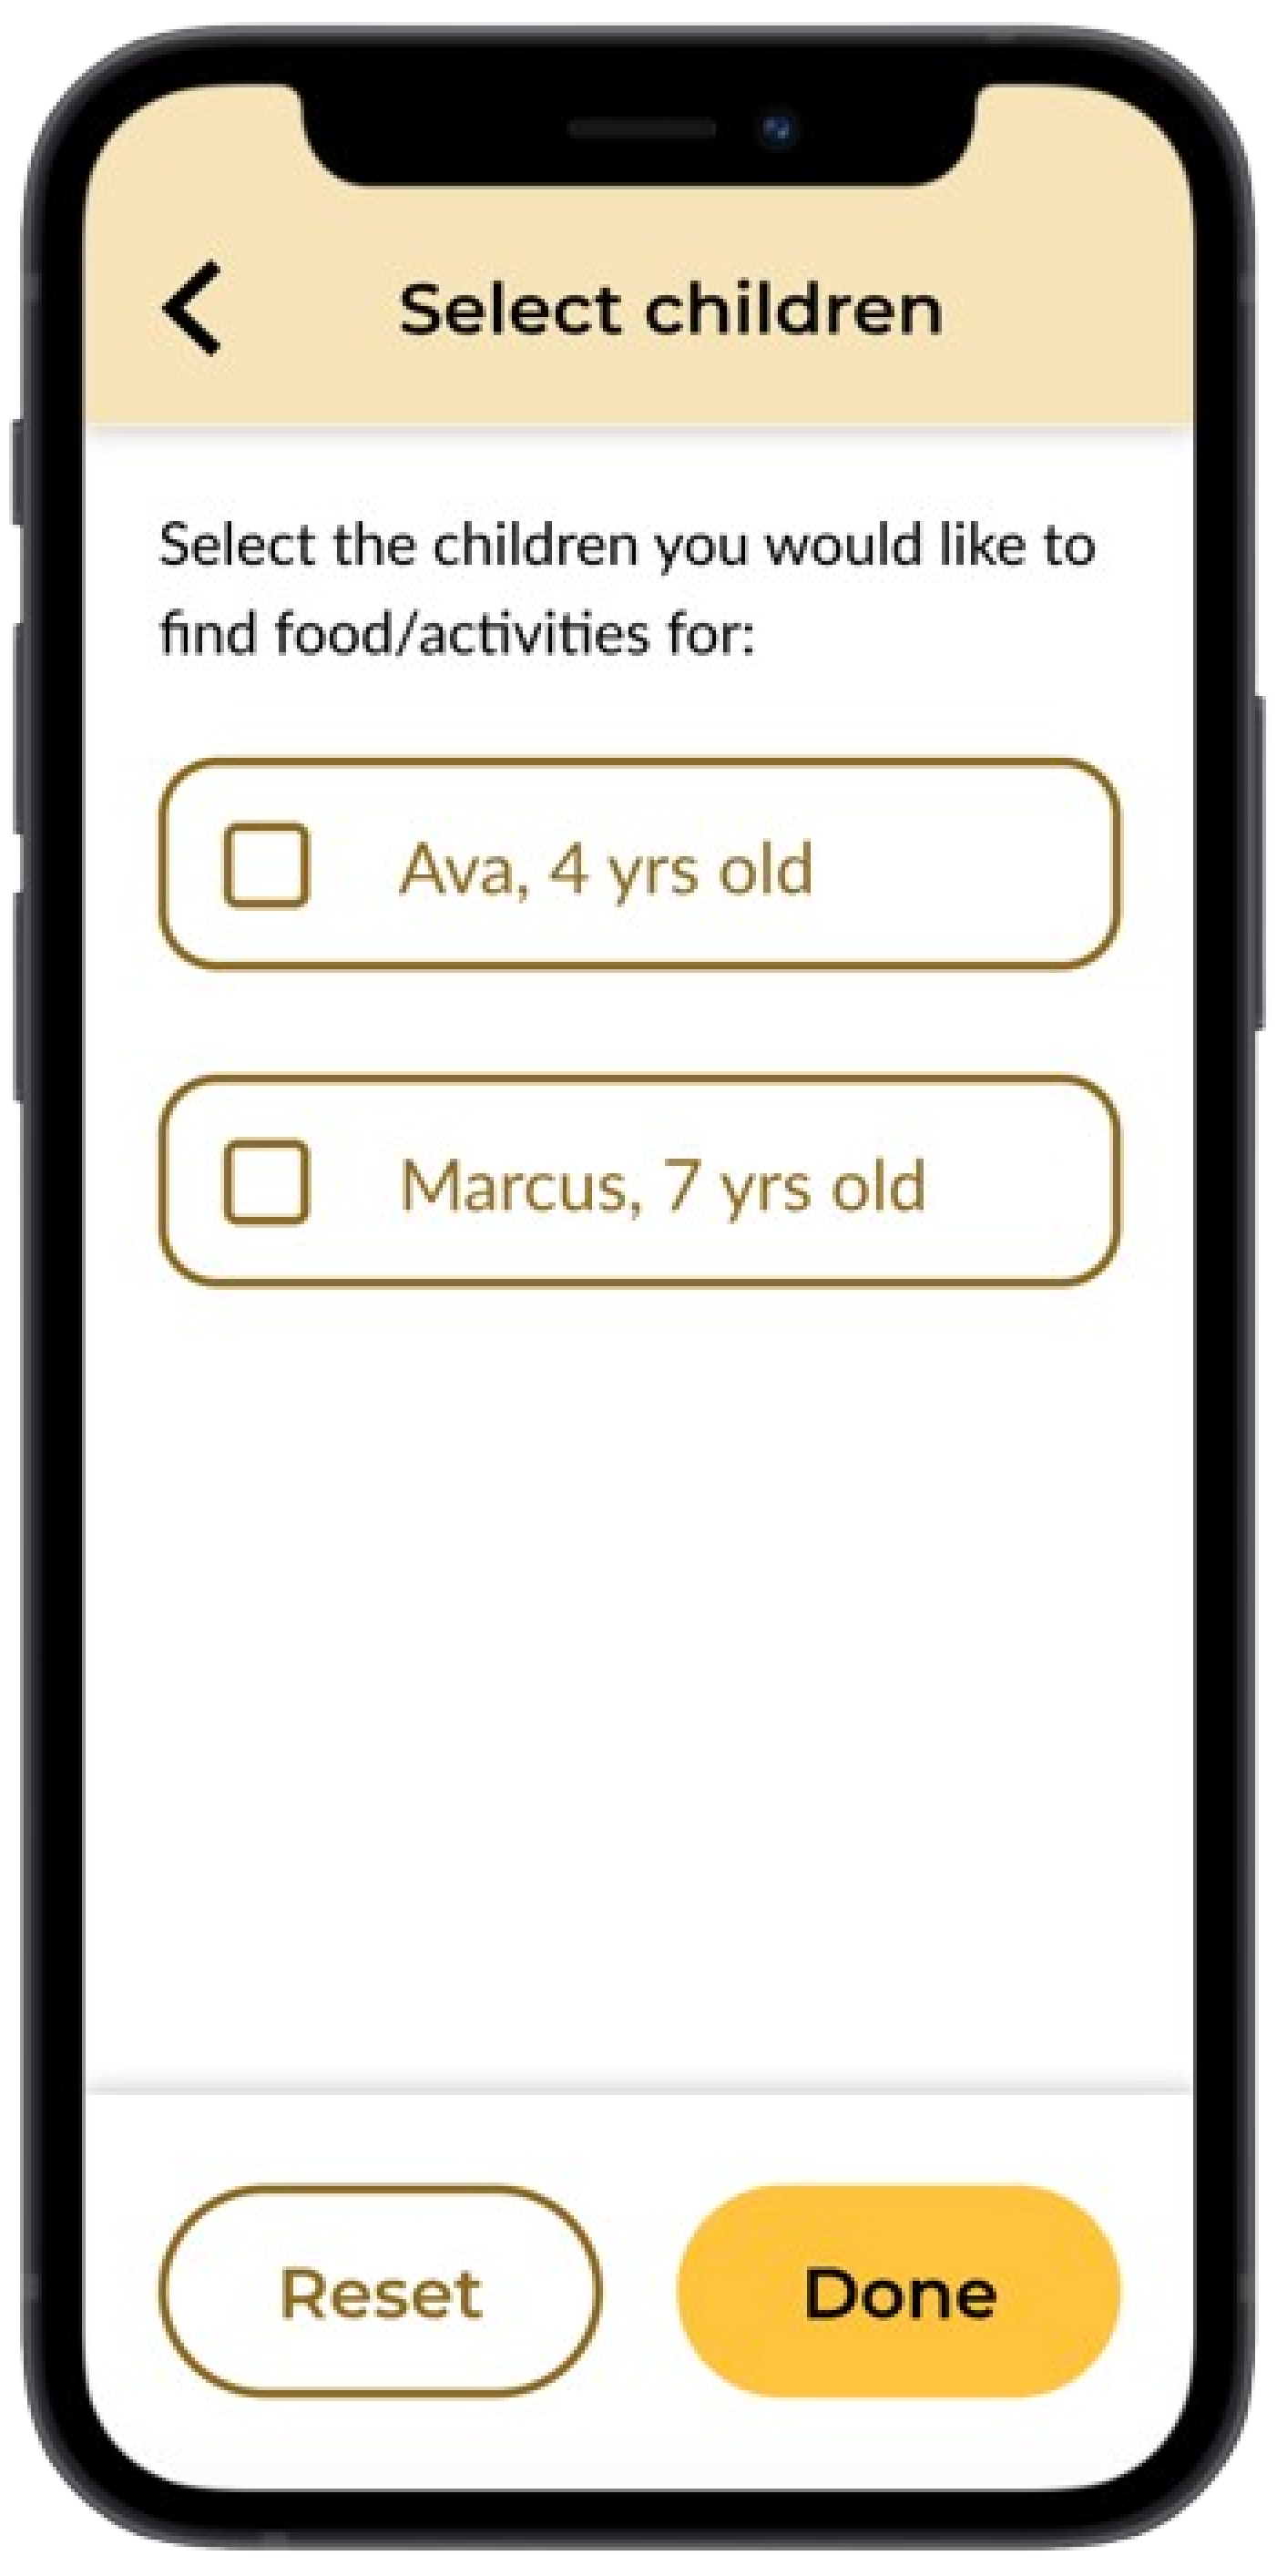 Select children
Select the children you would like to
find food/activities for:
Ava, 4 yrs old
Marcus, 7 yrs old
Reset
Done